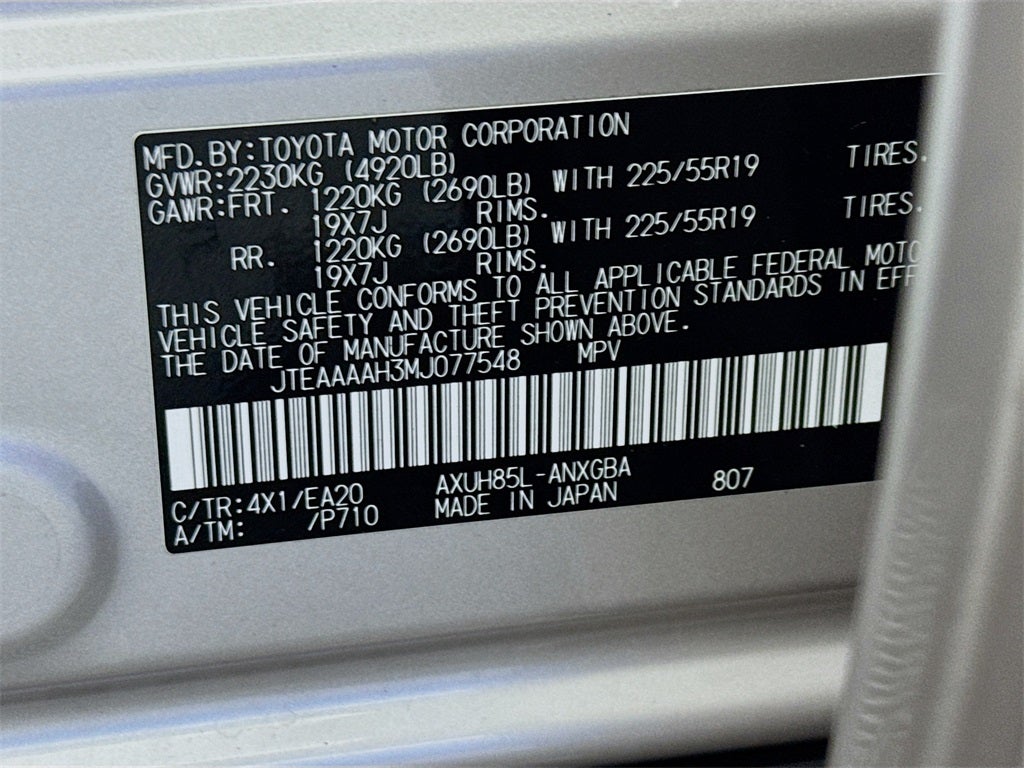 MFD.BY:TOYOTA MOTOR CORPORATION
GVWR:2230KG (4920LB)
GAWR:FRT. 1220KG (2690LB) WITH 225/55R19 TIRES.
19X7J RIMS.
RR. 1220KG (2690LB) WITH 225/55R19 TIRES.
19X7J RIMS.
THIS VEHICLE CONFORMS TO ALL APPLICABLE FEDERAL
VEHICLE SAFETY AND THEFT PREVENTION STANDARDS IN
THE DATE OF MANUFACTURE SHOWN ABOVE.
JTEAAAAH3MJ077548 MPV
C/TR:4X1/EA20 AXUH85L-ANXGBA 807
A/TM: /P710 MADE IN JAPAN